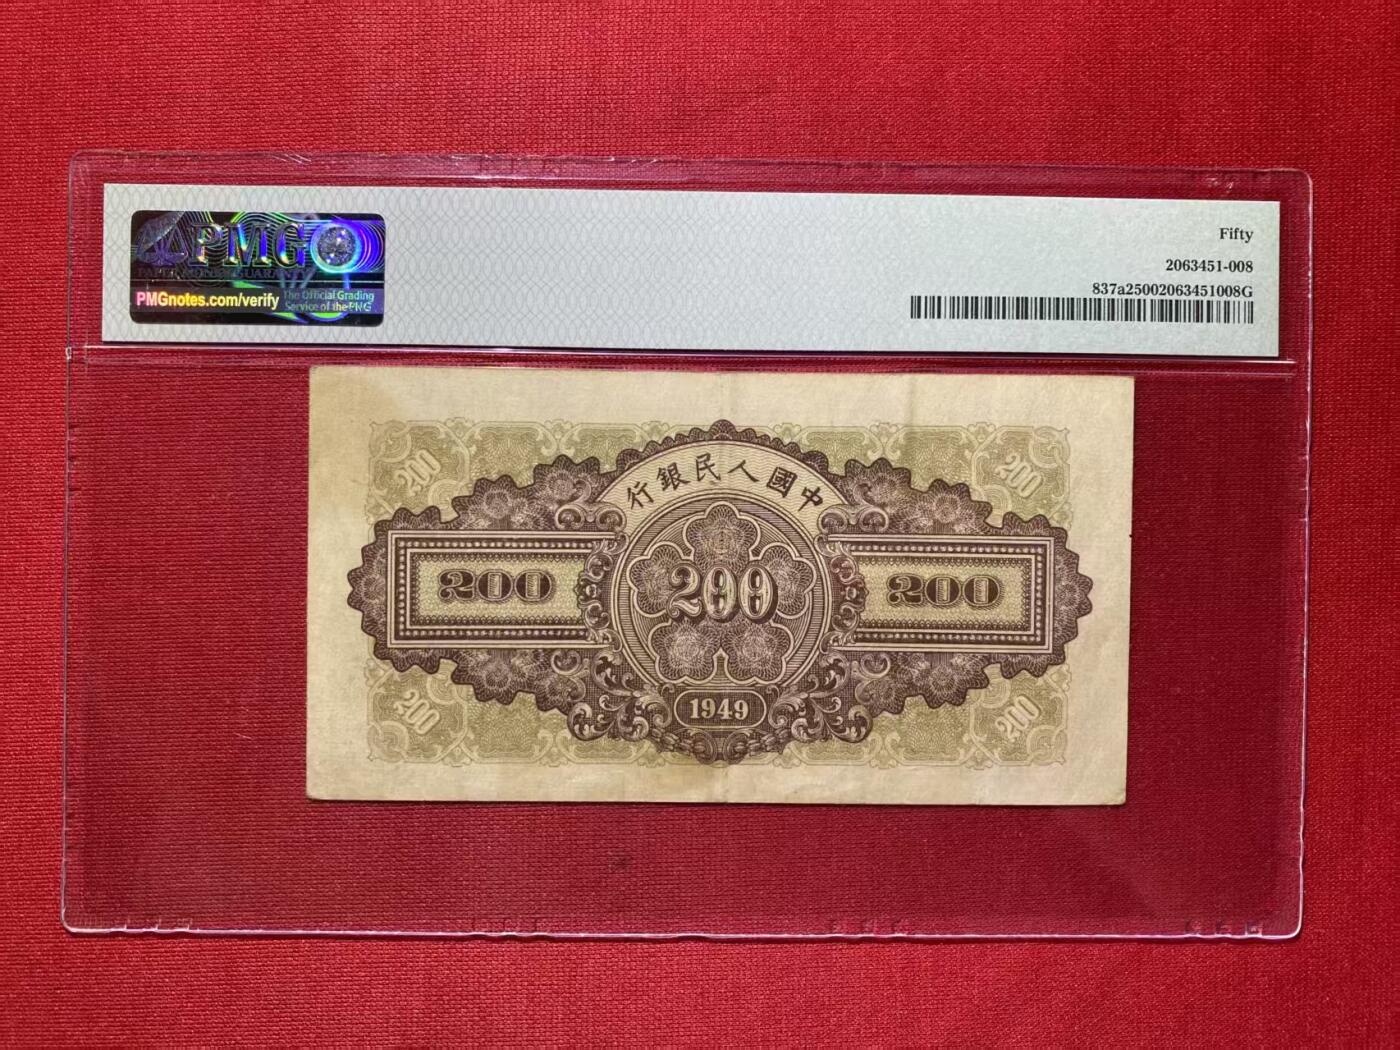 PMG
PAPER MONEY GUARANTY
PMGnotes.com/verify
The Official Grading
Service of the PNG
Fifty
2063451-008
837a25002063451008G
行銀民人國中
200
200
200
200
200
200
200
1949